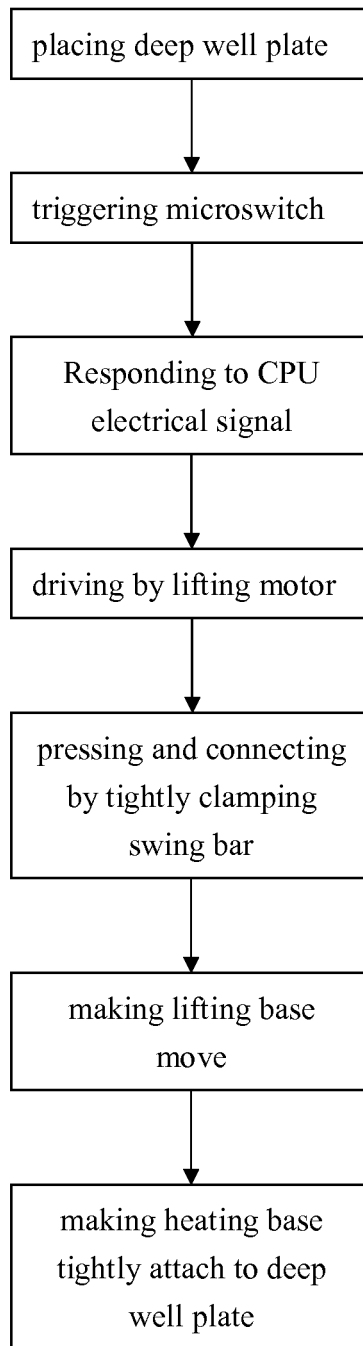 placing deep well plate
triggering microswitch
Responding to CPU
electrical signal
driving by lifting motor
pressing and connecting
by tightly clamping
swing bar
making lifting base
move
making heating base
tightly attach to deep
well plate